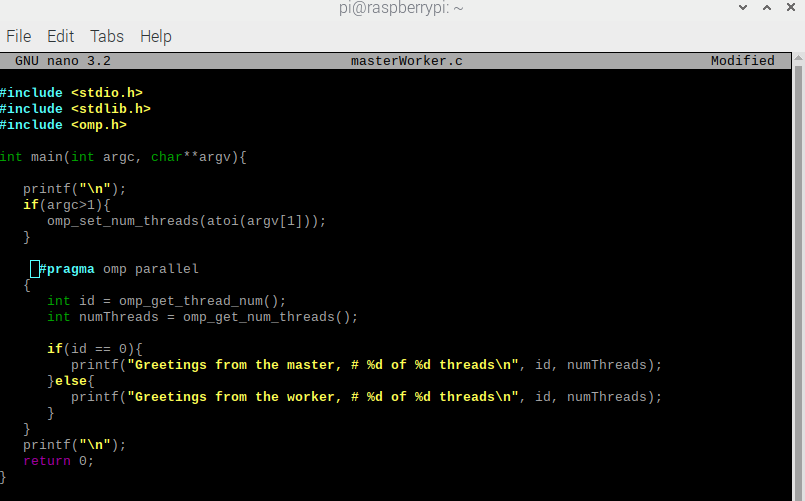 pi@raspberrypi: ~
File Edit Tabs Help
GNU nano 3.2 masterWorker.c Modified
#include <stdio.h>
#include <stdlib.h>
#include <omp.h>
int main(int argc, char**argv){
printf("\n");
if(argc>1){
omp_set_num_threads(atoi(argv[1]));
}
#pragma omp parallel
{
int id = omp_get_thread_num();
int numThreads = omp_get_num_threads();
if(id == 0){
printf("Greetings from the master, # %d of %d threads\n", id, numThreads);
}else{
printf("Greetings from the worker, # %d of %d threads\n", id, numThreads);
}
}
printf("\n");
return 0;
}